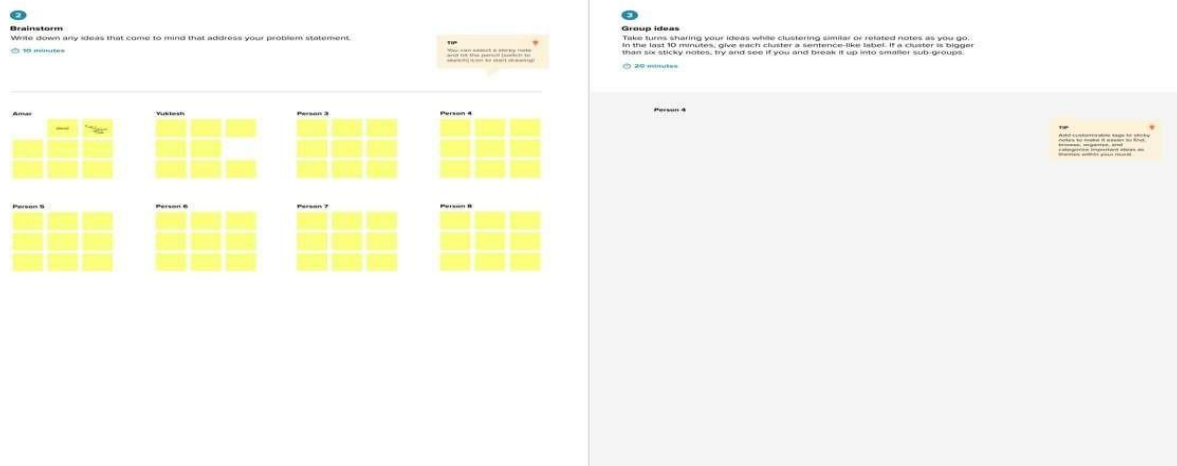 2
Brainstorm
Write down any ideas that come to mind that address your problem statement.
10 minutes
TIP
You can select a sticky note
and hit the pencil [switch to
sketch] icon to start drawing!
Amar
Yuktesh
Person 3
Person 4
Person 5
Person 6
Person 7
Person 8
3
Group ideas
Take turns sharing your ideas while clustering similar or related notes as you go.
In the last 10 minutes, give each cluster a sentence-like label. If a cluster is bigger
than six sticky notes, try and see if you and break it up into smaller sub-groups.
20 minutes
Person 4
TIP
Add customizable tags to sticky
notes to make it easier to find,
browse, organize, and
categorize important ideas as
themes within your mural.